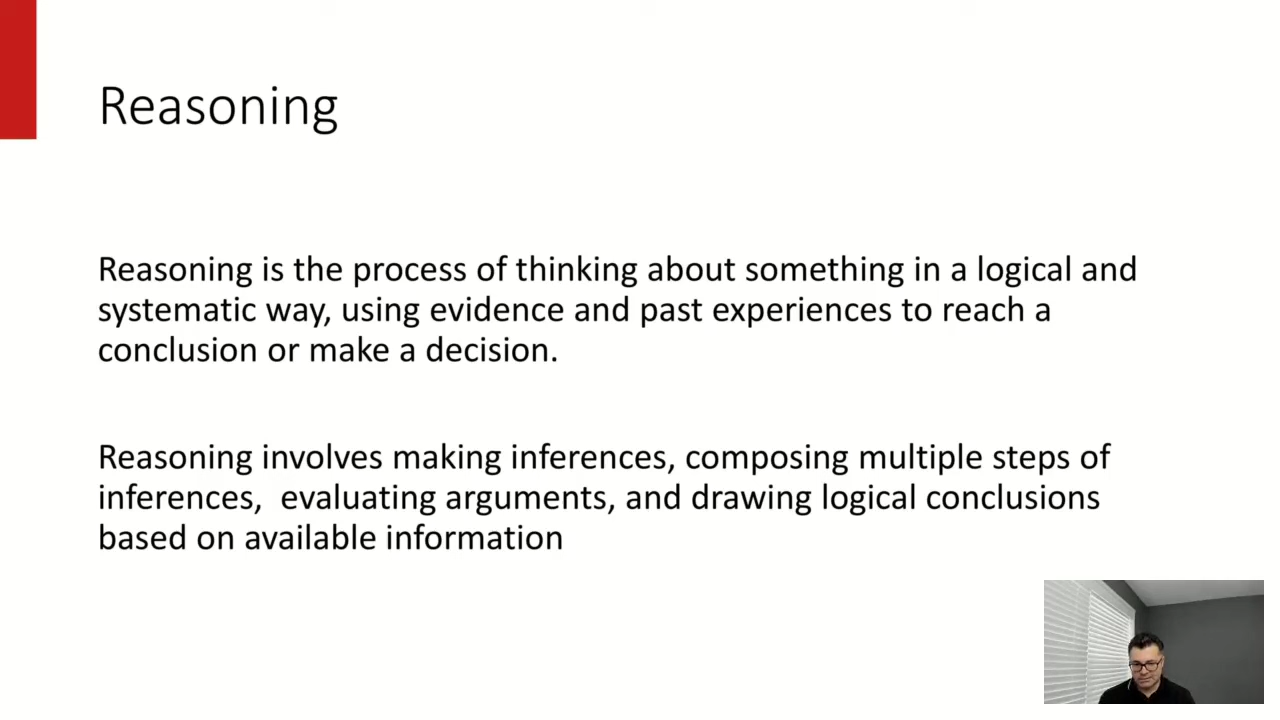 Reasoning
Reasoning is the process of thinking about something in a logical and
systematic way, using evidence and past experiences to reach a
conclusion or make a decision.
Reasoning involves making inferences, composing multiple steps of
inferences,  evaluating arguments, and drawing logical conclusions
based on available information